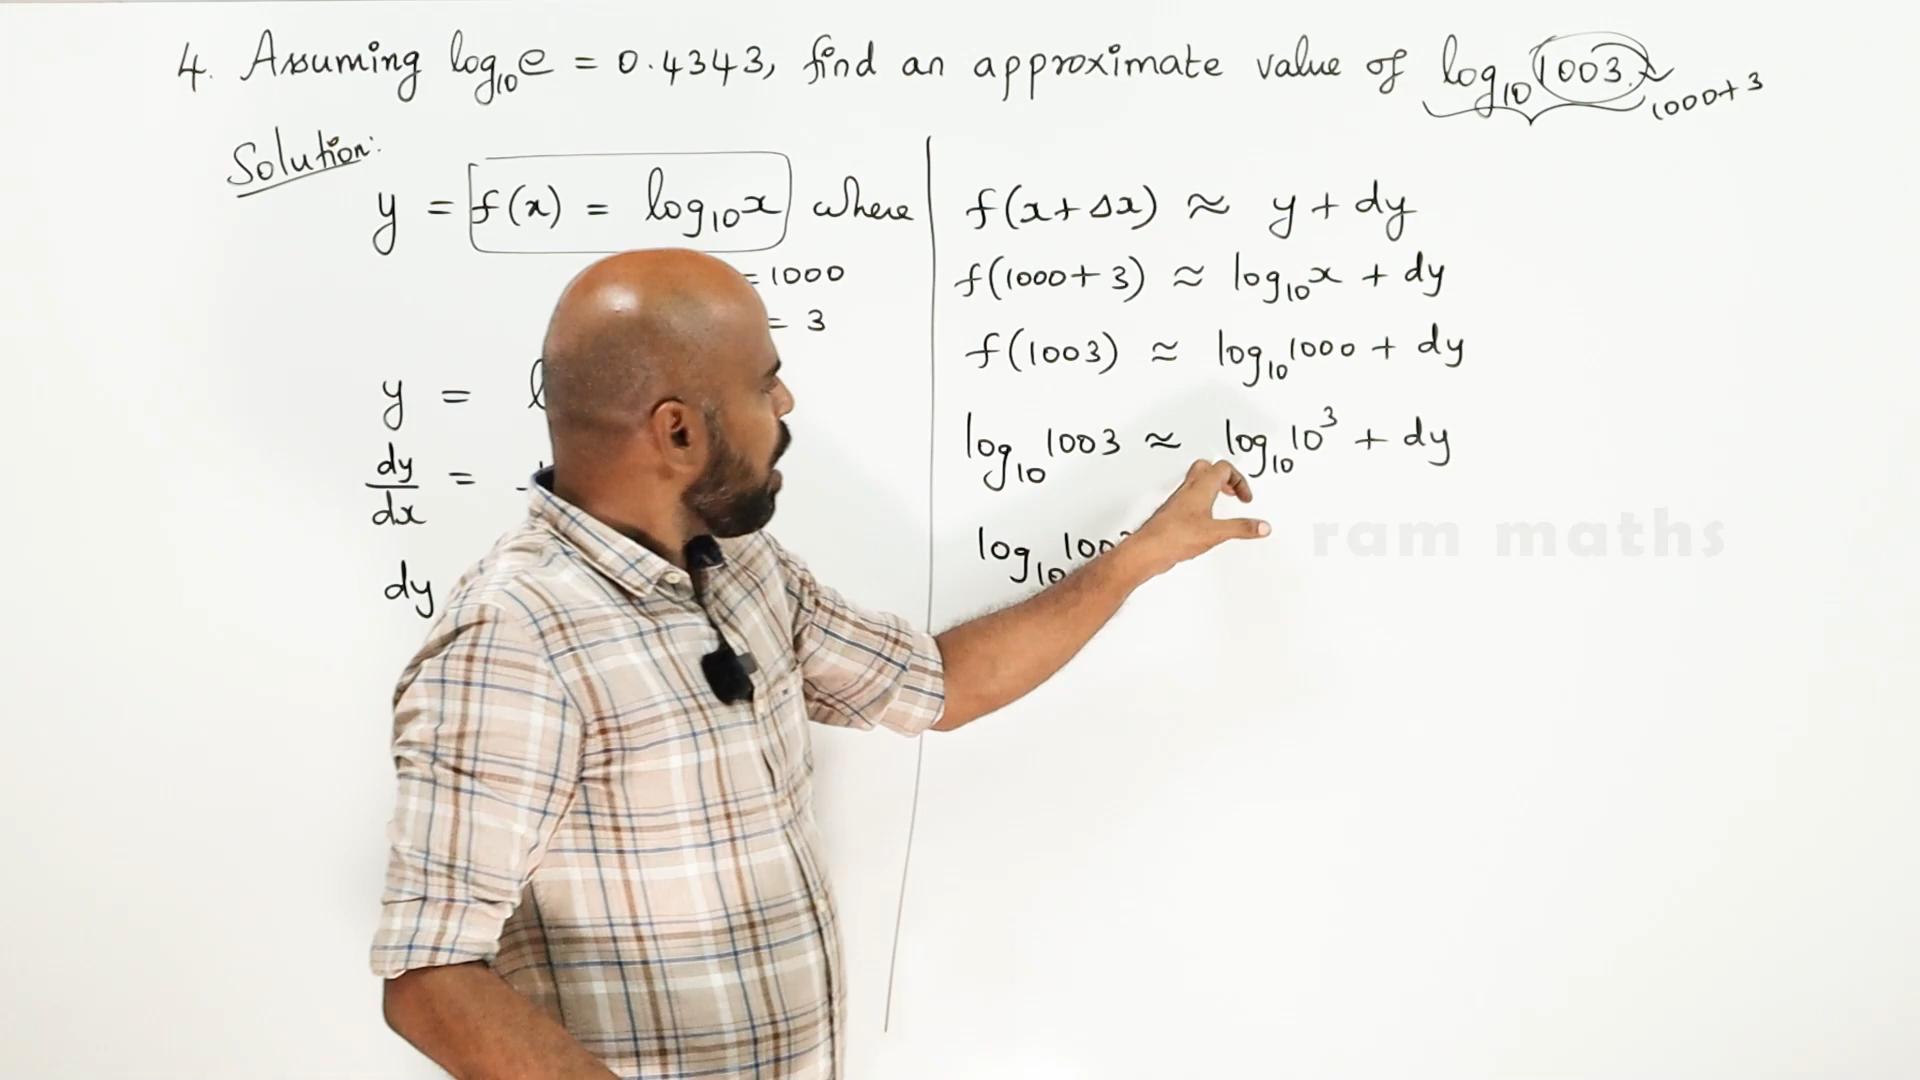 4. Assuming log₁₀e = 0.4343, find an approximate value of log₁₀1003.
1000+3
Solution:
y = f(x) = log₁₀x where
= 1000
= 3
y =
dy/dx =
dy
f(x+Δx) ≈ y + dy
f(1000+3) ≈ log₁₀x + dy
f(1003) ≈ log₁₀1000 + dy
log₁₀1003 ≈ log₁₀10³ + dy
log₁₀
ram maths